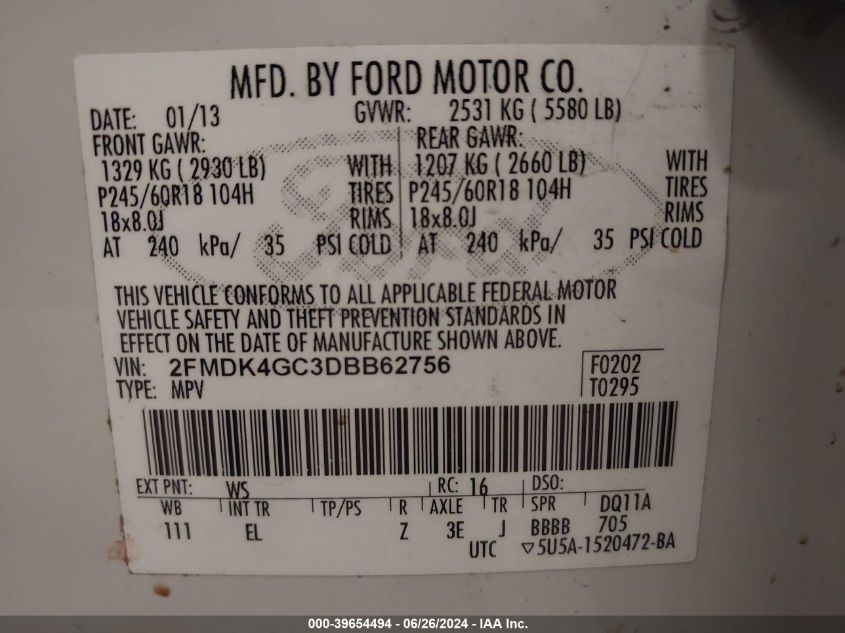 MFD. BY FORD MOTOR CO.
DATE: 01/13 GVWR: 2531 KG ( 5580 LB)
FRONT GAWR: REAR GAWR:
1329 KG ( 2930 LB) WITH 1207 KG ( 2660 LB) WITH
P245/60R18 104H TIRES P245/60R18 104H TIRES
18x8.0J RIMS 18x8.0J RIMS
AT 240 kPa/ 35 PSI COLD AT 240 kPa/ 35 PSI COLD
THIS VEHICLE CONFORMS TO ALL APPLICABLE FEDERAL MOTOR
VEHICLE SAFETY AND THEFT PREVENTION STANDARDS IN
EFFECT ON THE DATE OF MANUFACTURE SHOWN ABOVE.
VIN: 2FMDK4GC3DBB62756 F0202
TYPE: MPV T0295
EXT PNT: WS RC: 16 DSO:
WB INT TR TP/PS R AXLE TR SPR DQ11A
111 EL Z 3E J BBBB 705
UTC ▽5U5A-1520472-BA
000-39654494 - 06/26/2024 - IAA Inc.